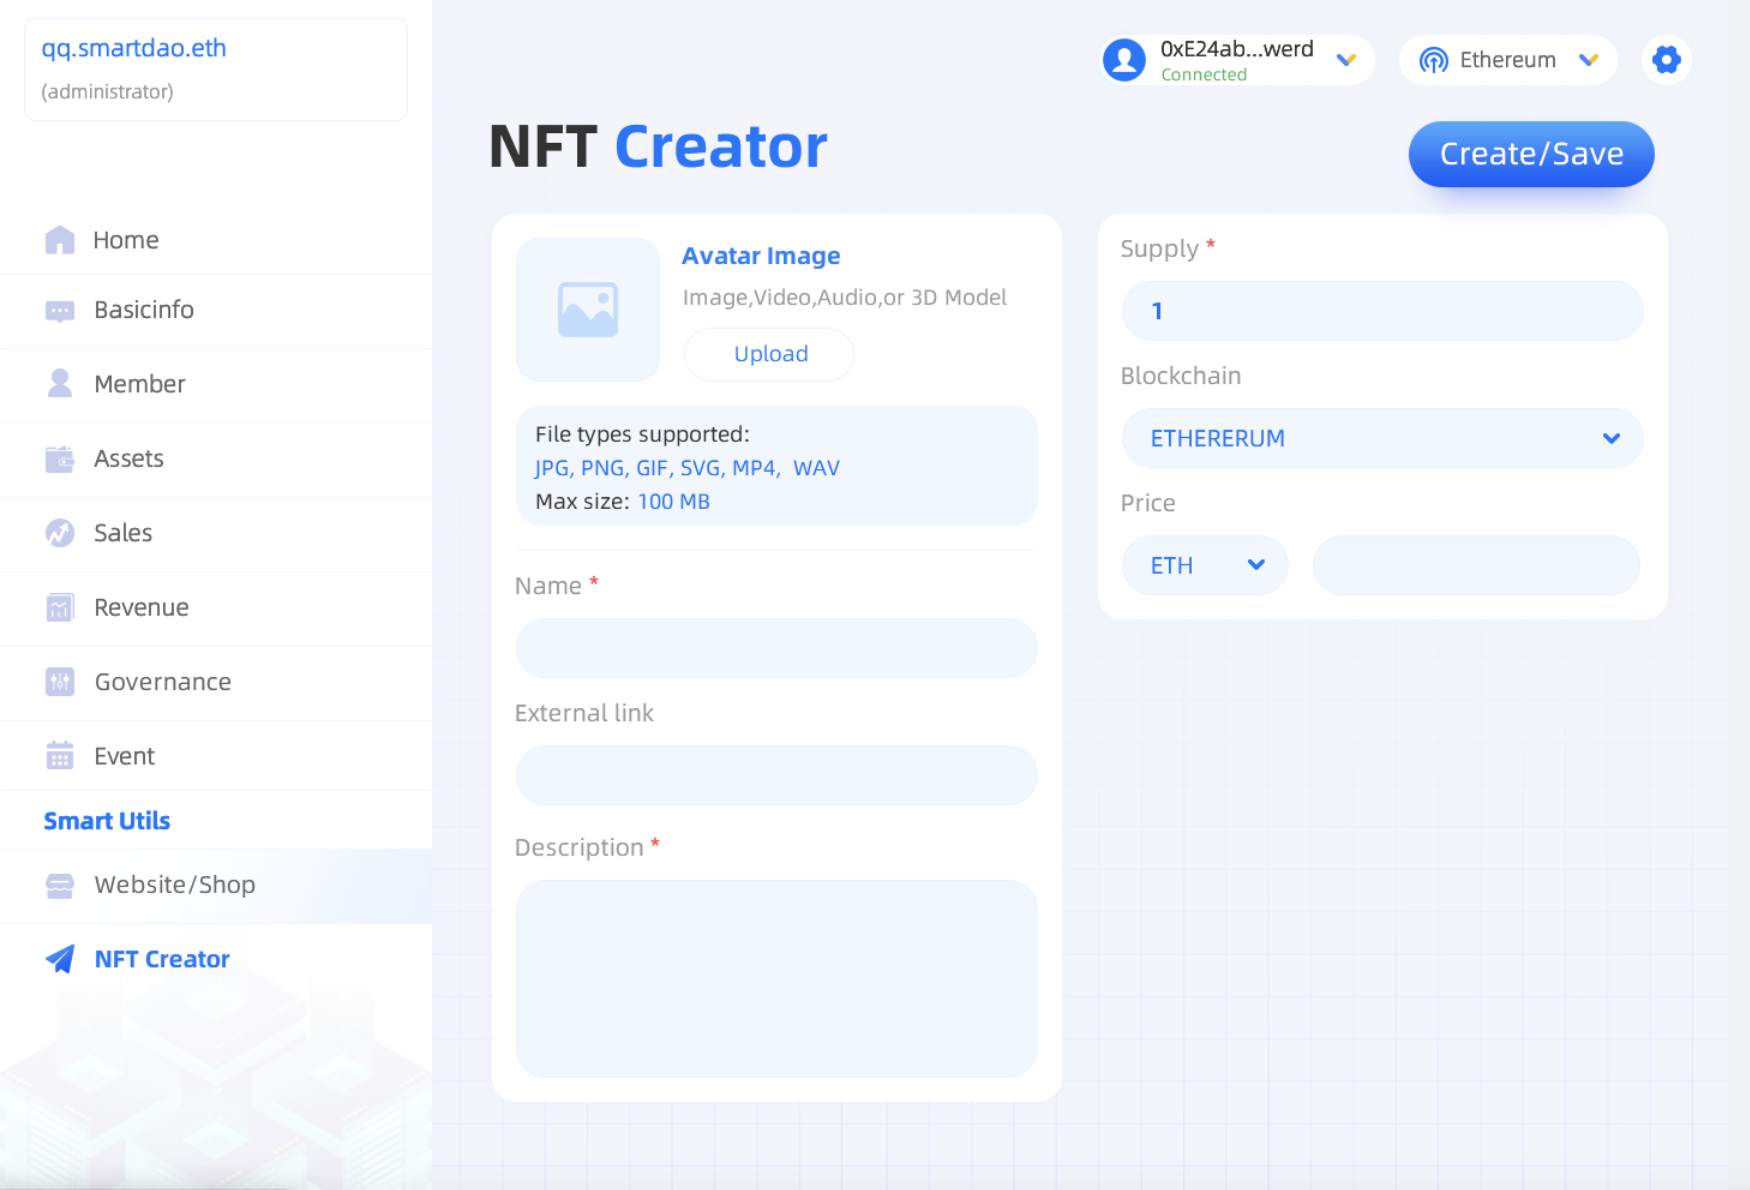 qq.smartdao.eth
(administrator)
Home
Basicinfo
Member
Assets
Sales
Revenue
Governance
Event
Smart Utils
Website/Shop
NFT Creator
0xE24ab...werd
Connected
Ethereum
NFT Creator
Create/Save
Avatar Image
Image,Video,Audio,or 3D Model
Upload
File types supported:
JPG, PNG, GIF, SVG, MP4,  WAV
Max size: 100 MB
Name *
External link
Description *
Supply *
1
Blockchain
ETHERERUM
Price
ETH